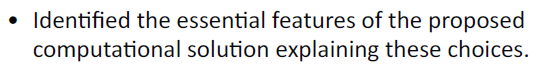 • Identified the essential features of the proposed
computational solution explaining these choices.